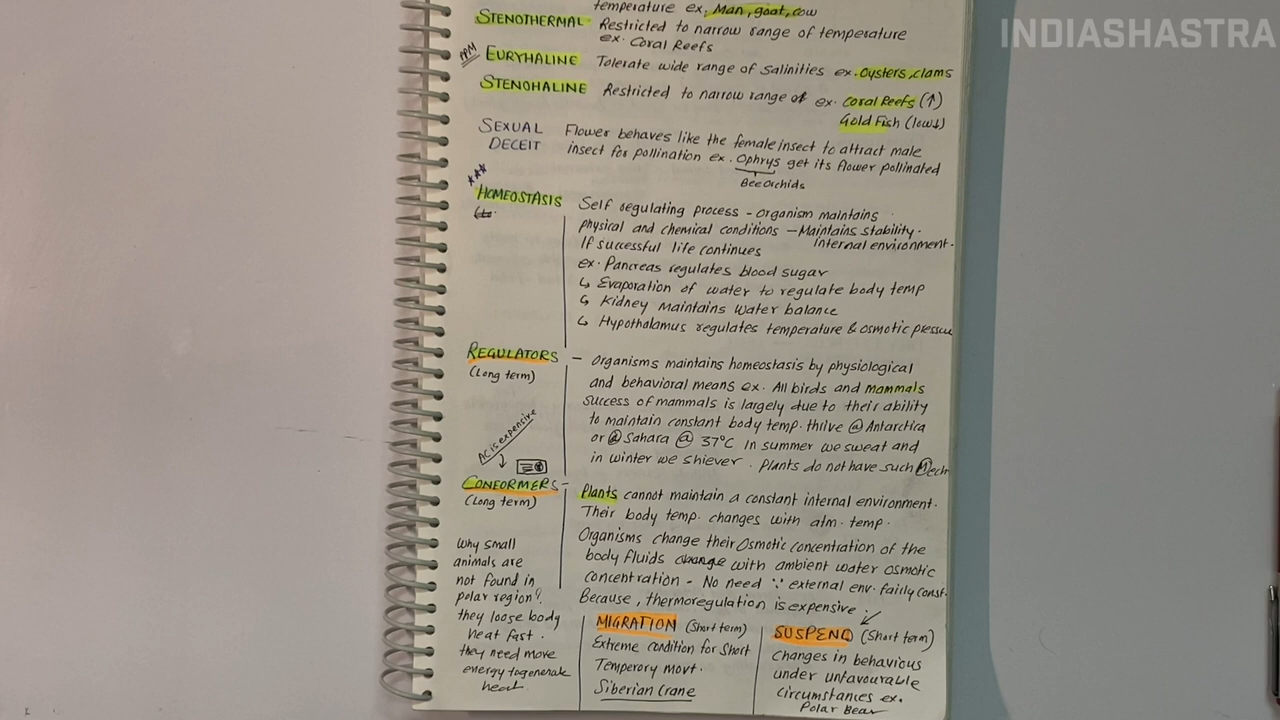 temperature ex. Man, goat, cow
STENOTHERMAL Restricted to narrow range of temperature
ex. Coral Reefs
PPM
EURYHALINE Tolerate wide range of salinities ex. Oysters, clams
STENOHALINE Restricted to narrow range of ex. Coral Reefs (↑)
Gold Fish (low↓)
SEXUAL DECEIT Flower behaves like the female insect to attract male
insect for pollination ex. Ophrys get its flower pollinated
Bee orchids
HOMEOSTASIS Self regulating process - Organism maintains
physical and chemical conditions - Maintains stability.
Internal environment.
If successful life continues
ex. Pancreas regulates blood sugar
↳ Evaporation of water to regulate body temp
↳ Kidney Maintains water balance
↳ Hypothalamus regulates temperature & osmotic pressure
REGULATORS - Organisms maintains homeostasis by physiological
(Long term)
and behavioral means ex. All birds and mammals
success of mammals is largely due to their ability
to maintain constant body temp. thrive @ Antarctica
or @ Sahara @ 37°C In summer we sweat and
in winter we shiever. Plants do not have such Mech
AC is expensive
CONFORMERS - Plants cannot maintain a constant internal environment.
(Long term)
Their body temp. changes with atm. temp.
Organisms change their Osmotic concentration of the
body fluids change with ambient water osmotic
concentration - No need ∵ external env. fairly const.
Because, thermoregulation is expensive.
Why small
animals are
not found in
polar region?
they loose body
heat fast.
they need move
energy to generate
heat
MIGRATION (Short term)
Extreme condition for Short
Temperory movt.
Siberian Crane
SUSPEND (Short term)
Changes in behavious
under unfavourable
circumstances ex.
Polar Bear
INDIASHASTRA